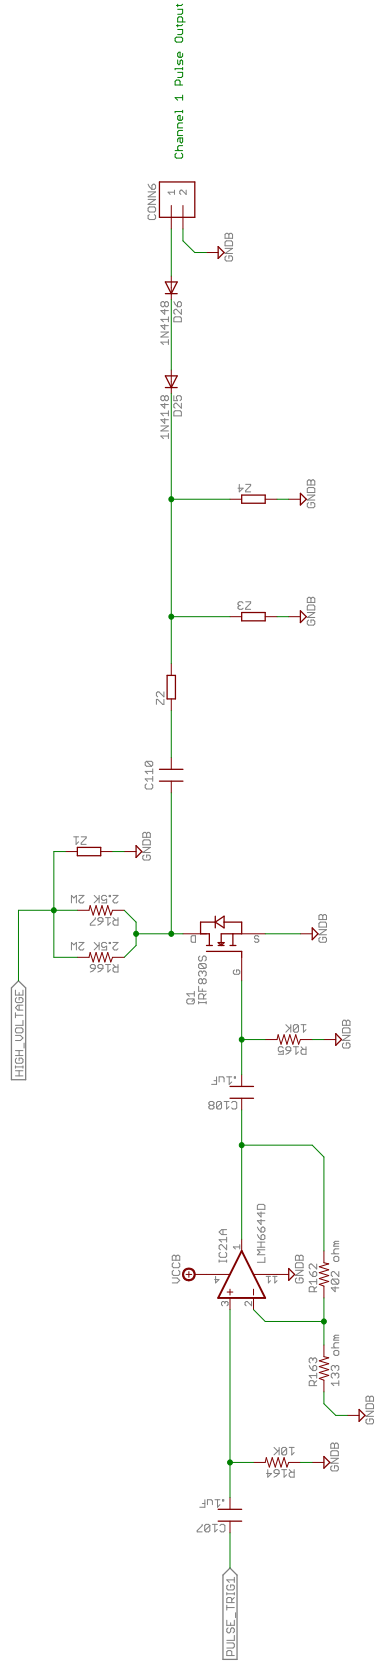 Channel 1 Pulse Output
CONN6
1
2
GNDB
1N4148
D26
1N4148
D25
Z4
GNDB
Z3
GNDB
Z2
C110
Z1
GNDB
2.5K 2W
R167
2.5K 2W
R166
HIGH_VOLTAGE
D
S
G
Q1
IRF830S
GNDB
10K
R165
GNDB
.1uF
C108
IC21A
LMH6644D
1
VCCB
4
11
GNDB
3
2
R162
402 ohm
R163
133 ohm
GNDB
10K
R164
GNDB
.1uF
C107
PULSE_TRIG1